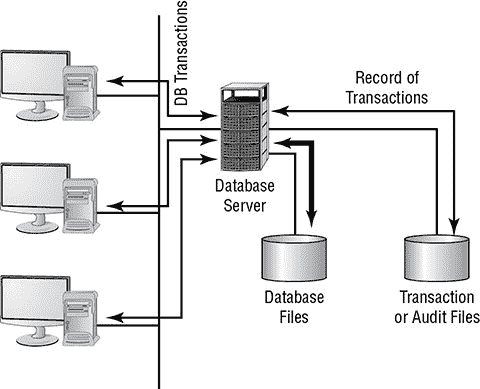 DB Transactions
Record of
Transactions
Database
Server
Database
Files
Transaction
or Audit Files